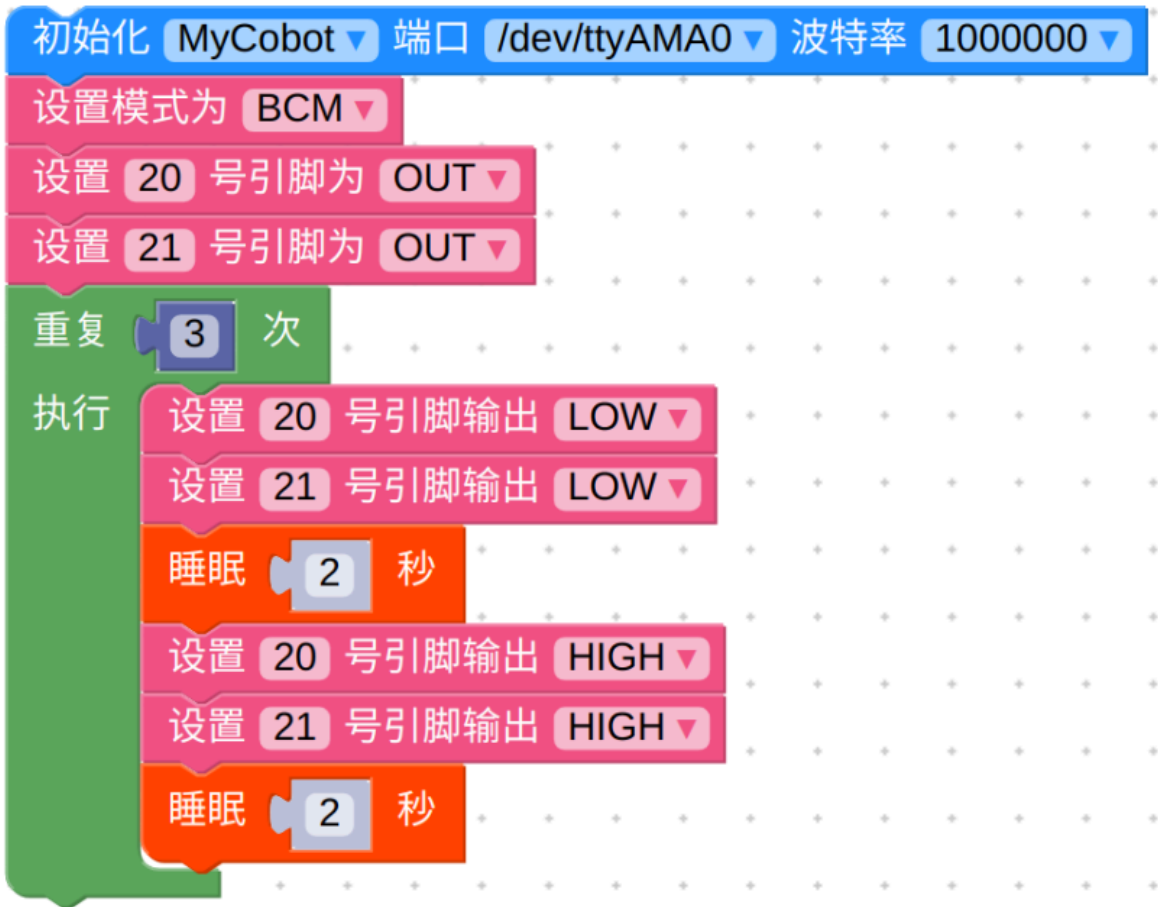 初始化 MyCobot 端口 /dev/ttyAMA0 波特率 1000000
设置模式为 BCM
设置 20 号引脚为 OUT
设置 21 号引脚为 OUT
重复 3 次
执行 设置 20 号引脚输出 LOW
设置 21 号引脚输出 LOW
睡眠 2 秒
设置 20 号引脚输出 HIGH
设置 21 号引脚输出 HIGH
睡眠 2 秒